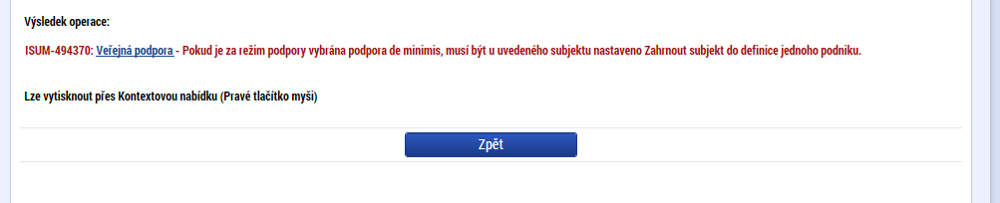 Výsledek operace:
ISUM-494370: Veřejná podpora - Pokud je za režim podpory vybrána podpora de minimis, musí být u uvedeného subjektu nastaveno Zahrnout subjekt do definice jednoho podniku.
Lze vytisknout přes Kontextovou nabídku (Pravé tlačítko myši)
Zpět